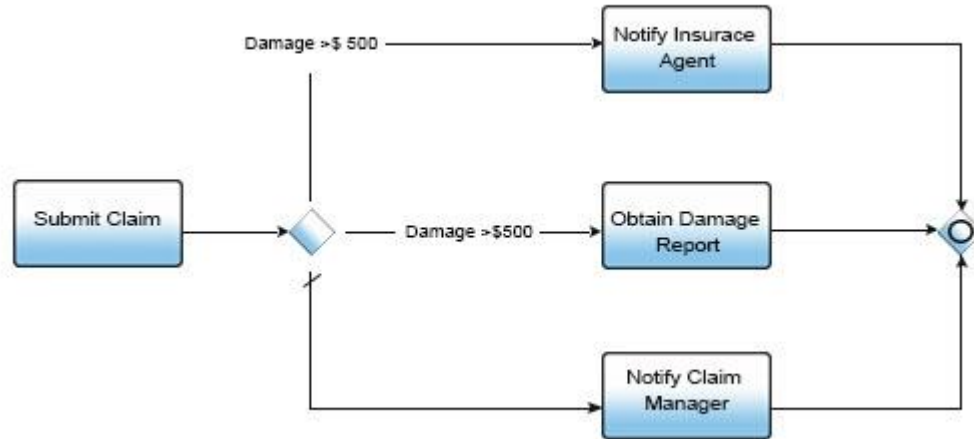 Damage >$ 500
Notify Insurace
Agent
Submit Claim
Damage >$500
Obtain Damage
Report
Notify Claim
Manager